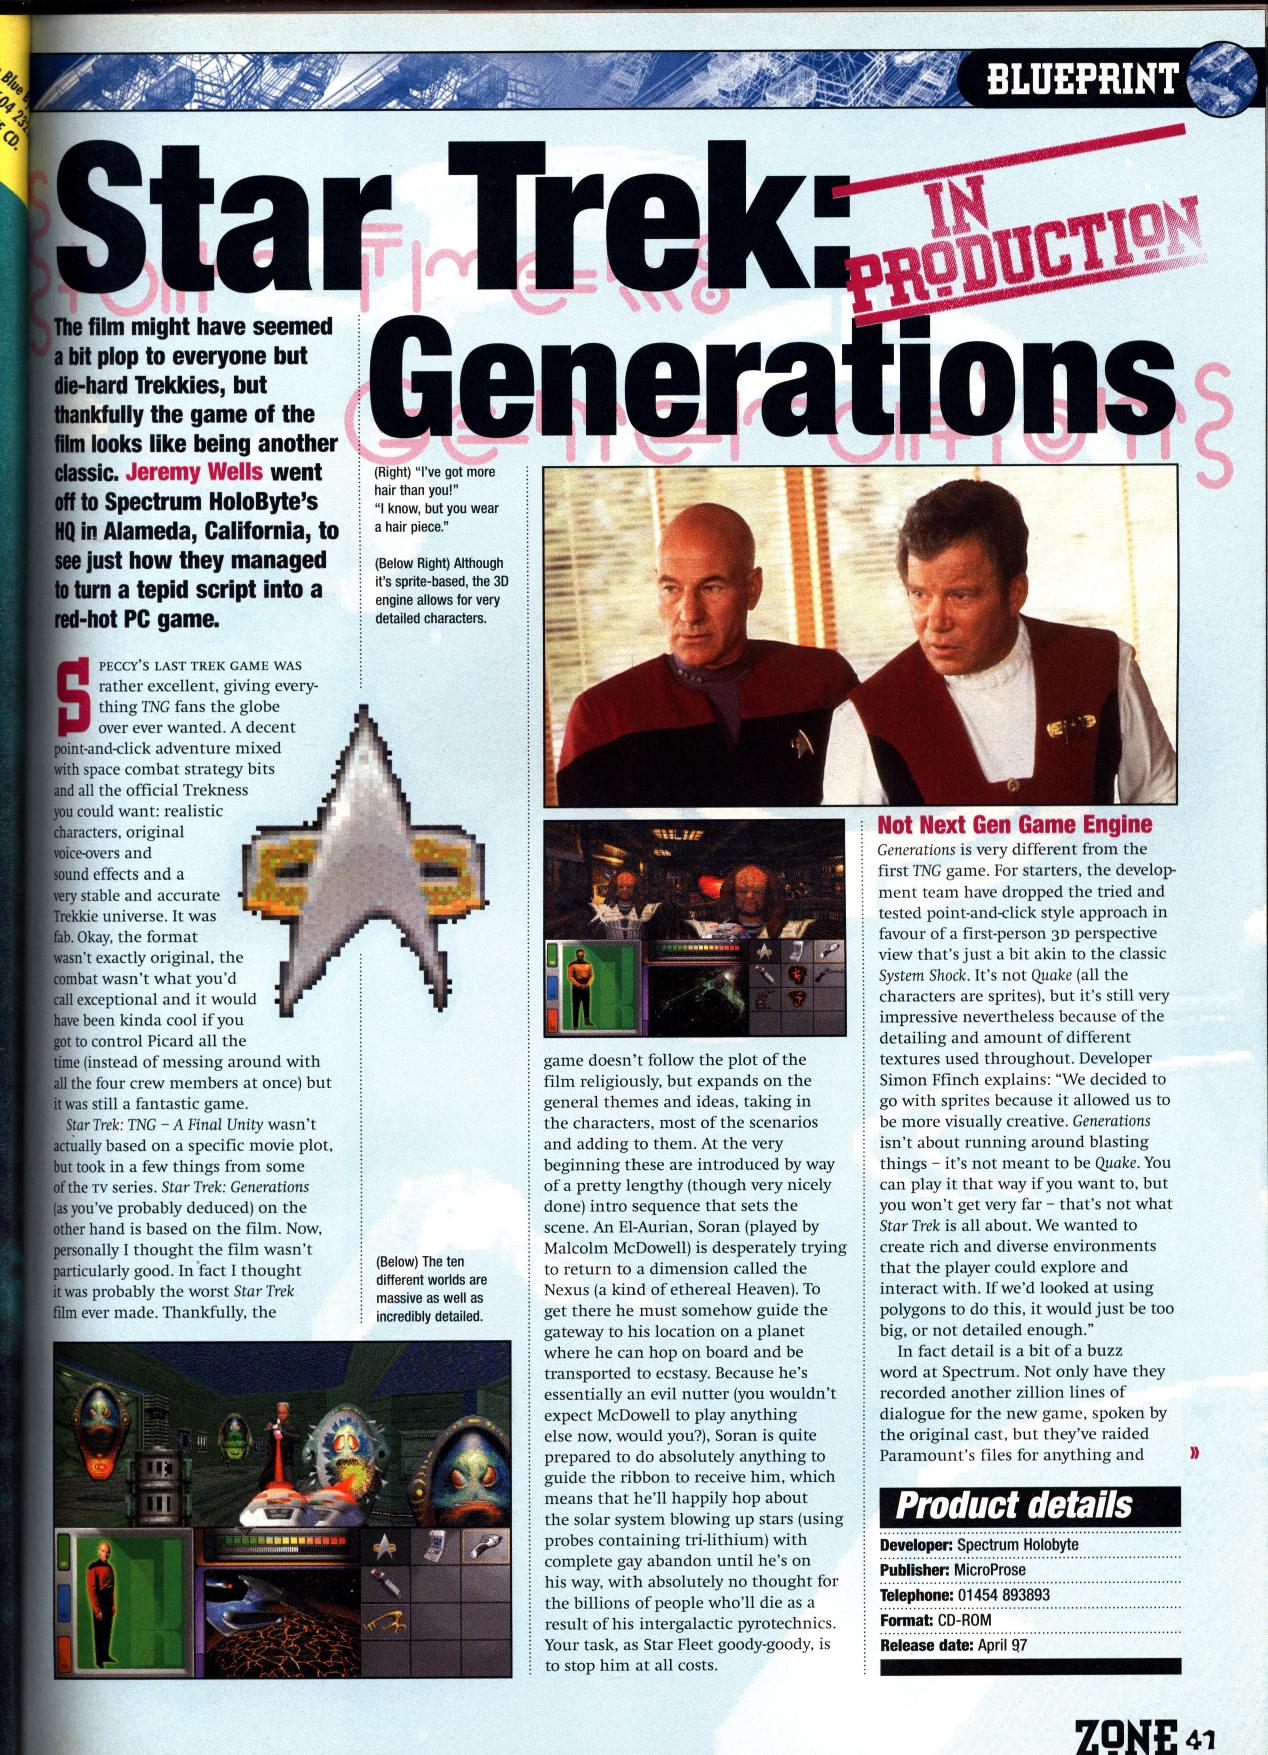 Blue
04 232
CD.
BLUEPRINT
Star Trek:
IN
PRODUCTION
Generations
The film might have seemed
a bit plop to everyone but
die-hard Trekkies, but
thankfully the game of the
film looks like being another
classic. Jeremy Wells went
off to Spectrum HoloByte's
HQ in Alameda, California, to
see just how they managed
to turn a tepid script into a
red-hot PC game.
SPECCY'S LAST TREK GAME WAS
rather excellent, giving every-
thing TNG fans the globe
over ever wanted. A decent
point-and-click adventure mixed
with space combat strategy bits
and all the official Trekness
you could want: realistic
characters, original
voice-overs and
sound effects and a
very stable and accurate
Trekkie universe. It was
fab. Okay, the format
wasn't exactly original, the
combat wasn't what you'd
call exceptional and it would
have been kinda cool if you
got to control Picard all the
time (instead of messing around with
all the four crew members at once) but
it was still a fantastic game.
Star Trek: TNG – A Final Unity wasn't
actually based on a specific movie plot,
but took in a few things from some
of the TV series. Star Trek: Generations
(as you've probably deduced) on the
other hand is based on the film. Now,
personally I thought the film wasn't
particularly good. In fact I thought
it was probably the worst Star Trek
film ever made. Thankfully, the
(Right) "I've got more
hair than you!"
"I know, but you wear
a hair piece."
(Below Right) Although
it's sprite-based, the 3D
engine allows for very
detailed characters.
(Below) The ten
different worlds are
massive as well as
incredibly detailed.
game doesn't follow the plot of the
film religiously, but expands on the
general themes and ideas, taking in
the characters, most of the scenarios
and adding to them. At the very
beginning these are introduced by way
of a pretty lengthy (though very nicely
done) intro sequence that sets the
scene. An El-Aurian, Soran (played by
Malcolm McDowell) is desperately trying
to return to a dimension called the
Nexus (a kind of ethereal Heaven). To
get there he must somehow guide the
gateway to his location on a planet
where he can hop on board and be
transported to ecstasy. Because he's
essentially an evil nutter (you wouldn't
expect McDowell to play anything
else now, would you?), Soran is quite
prepared to do absolutely anything to
guide the ribbon to receive him, which
means that he'll happily hop about
the solar system blowing up stars (using
probes containing tri-lithium) with
complete gay abandon until he's on
his way, with absolutely no thought for
the billions of people who'll die as a
result of his intergalactic pyrotechnics.
Your task, as Star Fleet goody-goody, is
to stop him at all costs.
Not Next Gen Game Engine
Generations is very different from the
first TNG game. For starters, the develop-
ment team have dropped the tried and
tested point-and-click style approach in
favour of a first-person 3D perspective
view that's just a bit akin to the classic
System Shock. It's not Quake (all the
characters are sprites), but it's still very
impressive nevertheless because of the
detailing and amount of different
textures used throughout. Developer
Simon Ffinch explains: "We decided to
go with sprites because it allowed us to
be more visually creative. Generations
isn't about running around blasting
things – it's not meant to be Quake. You
can play it that way if you want to, but
you won't get very far – that's not what
Star Trek is all about. We wanted to
create rich and diverse environments
that the player could explore and
interact with. If we'd looked at using
polygons to do this, it would just be too
big, or not detailed enough."
In fact detail is a bit of a buzz
word at Spectrum. Not only have they
recorded another zillion lines of
dialogue for the new game, spoken by
the original cast, but they've raided
Paramount's files for anything and »
Product details
Developer: Spectrum Holobyte
Publisher: MicroProse
Telephone: 01454 893893
Format: CD-ROM
Release date: April 97
ZONE 41